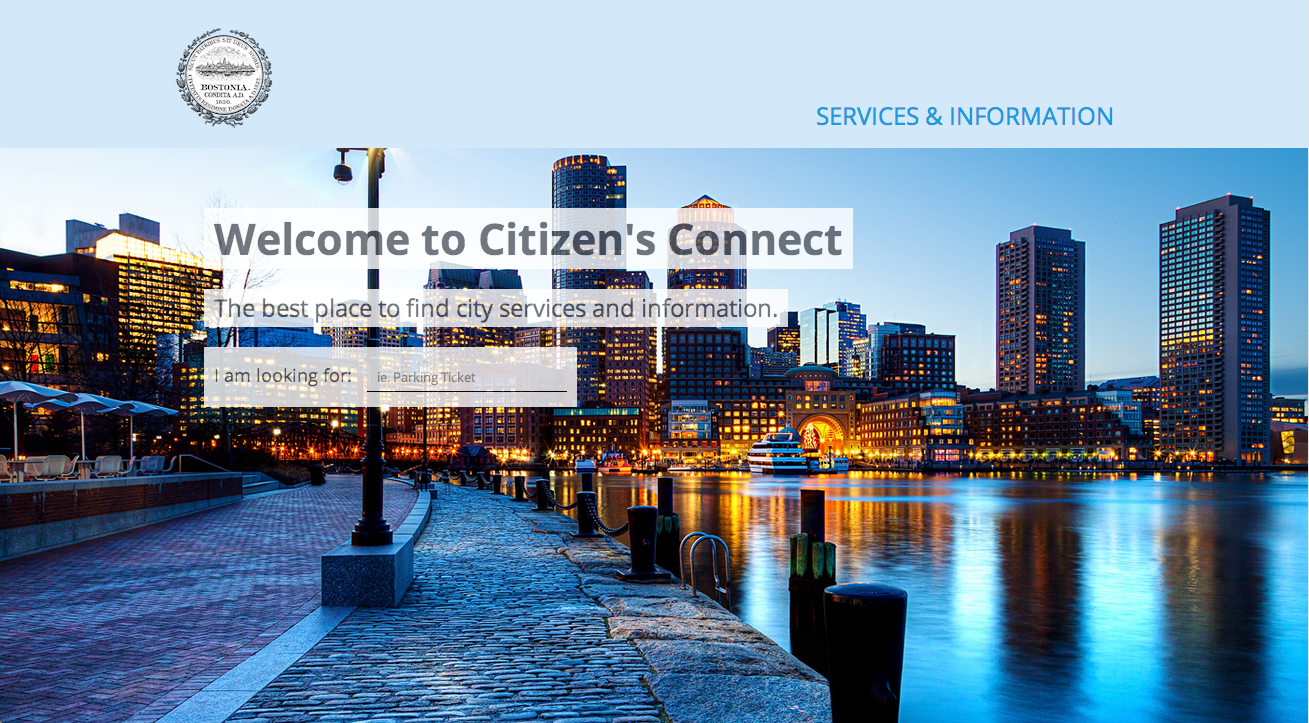 BOSTONIA.
CONDITA A.D.
1630.
SERVICES & INFORMATION
Welcome to Citizen's Connect
The best place to find city services and information.
I am looking for: ie. Parking Ticket